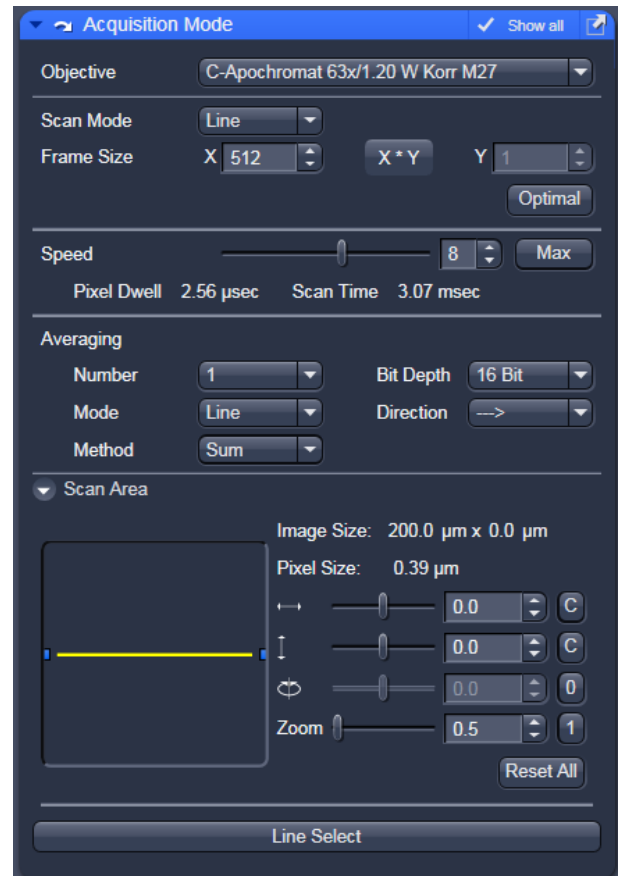 Acquisition Mode Show all
Objective C-Apochromat 63x/1.20 W Korr M27
Scan Mode Line
Frame Size X 512 X * Y Y 1
Optimal
Speed 8 Max
Pixel Dwell 2.56 µsec Scan Time 3.07 msec
Averaging
Number 1 Bit Depth 16 Bit
Mode Line Direction --->
Method Sum
Scan Area
Image Size: 200.0 µm x 0.0 µm
Pixel Size: 0.39 µm
0.0 C
0.0 C
0.0 0
Zoom 0.5 1
Reset All
Line Select